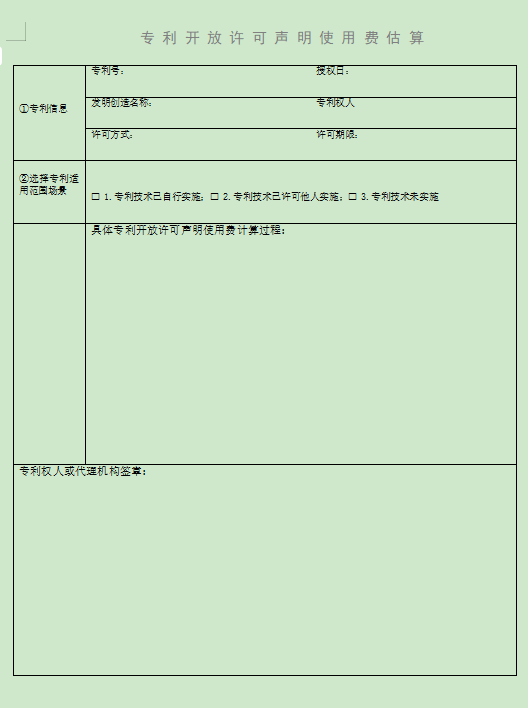 专利开放许可声明使用费估算
专利号： 授权日：
①专利信息
发明创造名称： 专利权人
许可方式： 许可期限：
②选择专利适
用范围场景
□ 1.专利技术已自行实施；□ 2.专利技术已许可他人实施；□ 3.专利技术未实施
具体专利开放许可声明使用费计算过程：
专利权人或代理机构签章：